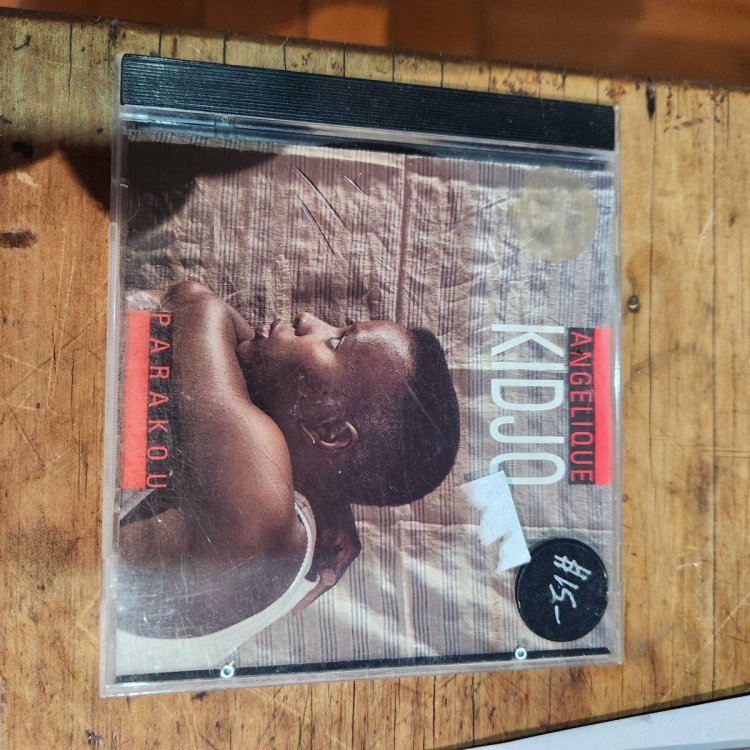 ANGELIQUE
KIDJO
$15-
PARAKOU